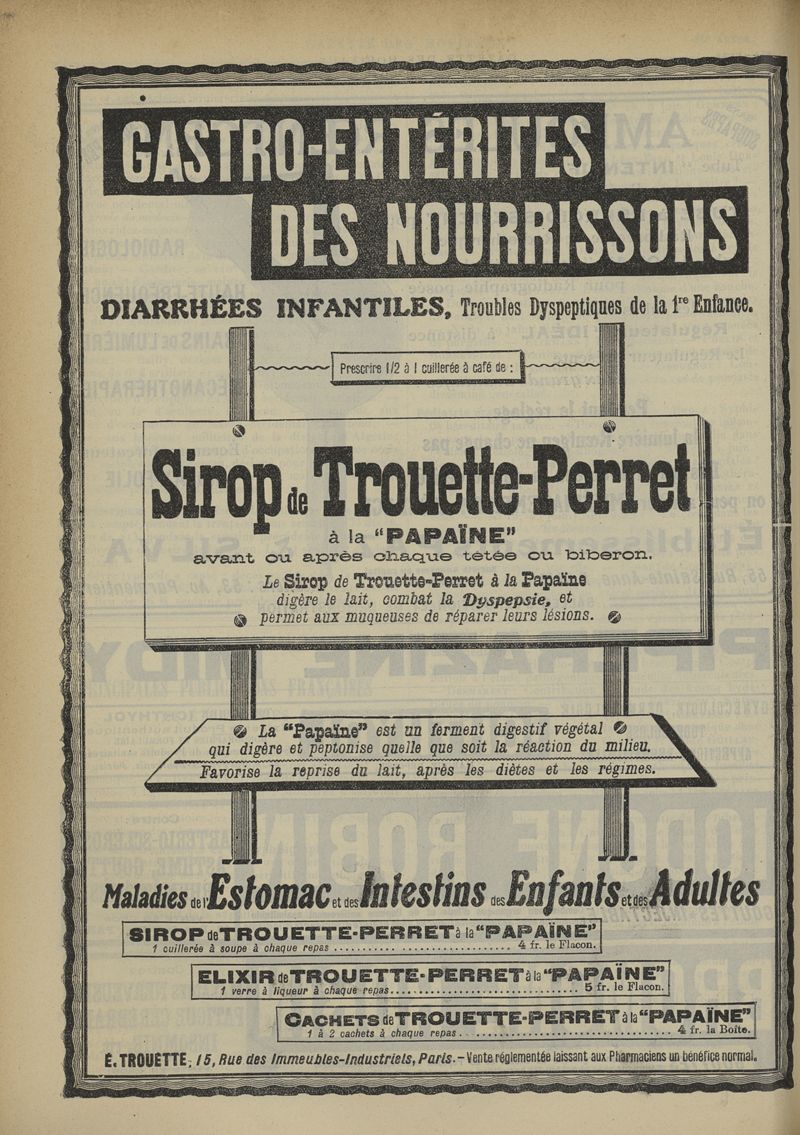 GASTRO-ENTÉRITES
DES NOURRISSONS
DIARRHÉES INFANTILES, Troubles Dyspeptiques de la 1re Enfance.
Prescrire 1/2 à 1 cuillerée à café de :
Sirop de Trouette-Perret
à la "PAPAÏNE"
avant ou après chaque tétée ou biberon.
Le Sirop de Trouette-Perret à la Papaïne
digère le lait, combat la Dyspepsie, et
permet aux muqueuses de réparer leurs lésions.
La "Papaïne" est un ferment digestif végétal
qui digère et peptonise quelle que soit la réaction du milieu.
Favorise la reprise du lait, après les diètes et les régimes.
Maladies de l'Estomac et des Intestins des Enfants et des Adultes
SIROP de TROUETTE-PERRET à la "PAPAÏNE"
1 cuillerée à soupe à chaque repas ................................ 4 fr. le Flacon.
ELIXIR de TROUETTE-PERRET à la "PAPAÏNE"
1 verre à liqueur à chaque repas ................................ 5 fr. le Flacon.
CACHETS de TROUETTE-PERRET à la "PAPAÏNE"
1 à 2 cachets à chaque repas ................................ 4 fr. la Boîte.
É. TROUETTE, 15, Rue des Immeubles-Industriels, Paris. — Vente réglementée laissant aux Pharmaciens un bénéfice normal.